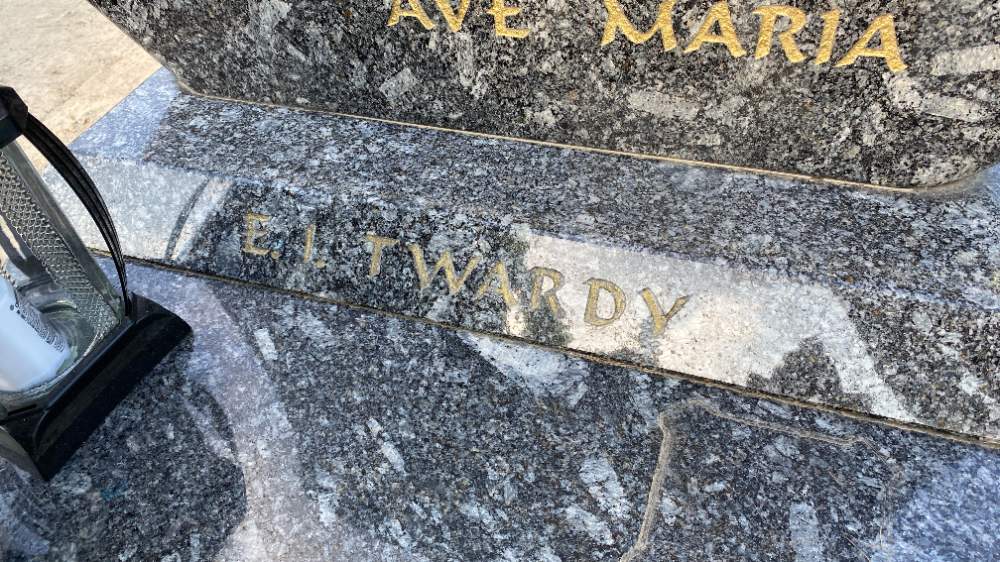 AVE MARIA
E. I. TWARDY